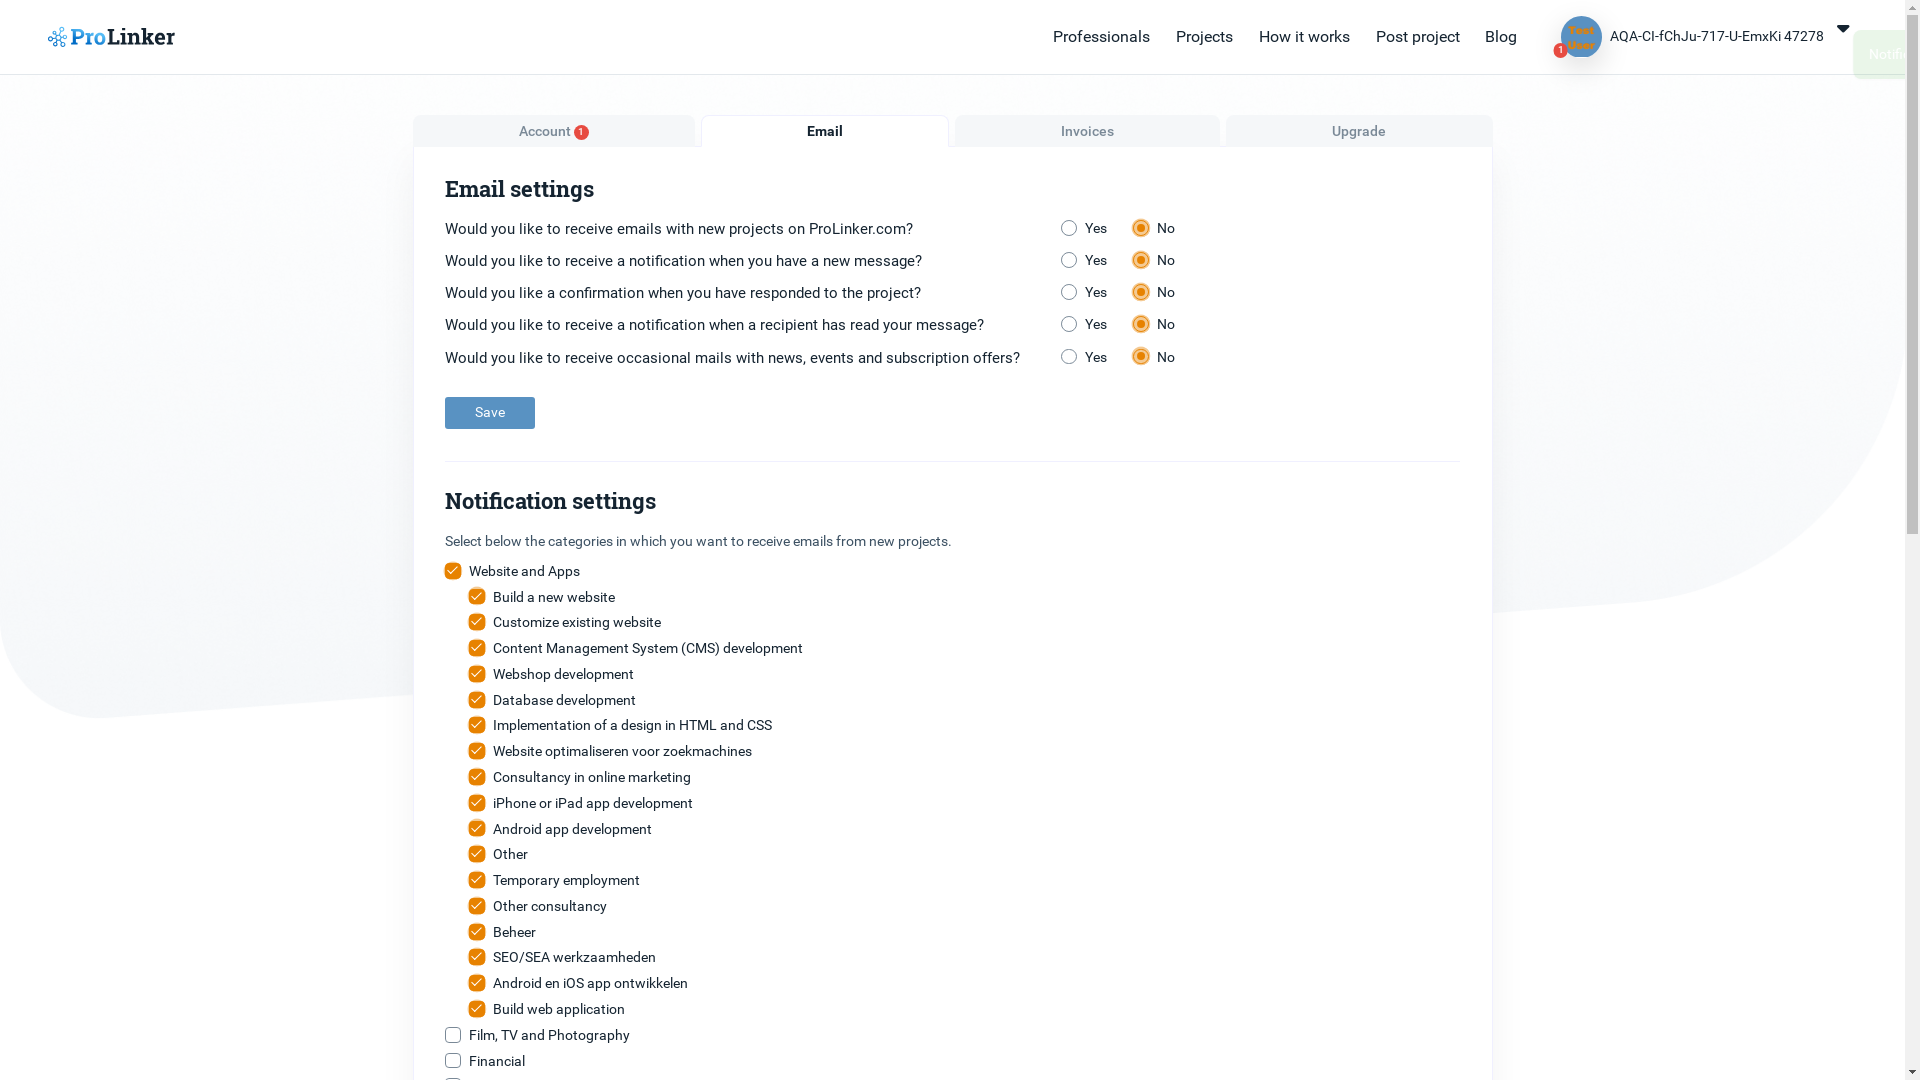 ProLinker
Professionals Projects How it works Post project Blog
Test
User
1
AQA-CI-fChJu-717-U-EmxKi 47278
Account 1
Email
Invoices
Upgrade
Email settings
Would you like to receive emails with new projects on ProLinker.com? Yes No
Would you like to receive a notification when you have a new message? Yes No
Would you like a confirmation when you have responded to the project? Yes No
Would you like to receive a notification when a recipient has read your message? Yes No
Would you like to receive occasional mails with news, events and subscription offers? Yes No
Save
Notification settings
Select below the categories in which you want to receive emails from new projects.
Website and Apps
Build a new website
Customize existing website
Content Management System (CMS) development
Webshop development
Database development
Implementation of a design in HTML and CSS
Website optimaliseren voor zoekmachines
Consultancy in online marketing
iPhone or iPad app development
Android app development
Other
Temporary employment
Other consultancy
Beheer
SEO/SEA werkzaamheden
Android en iOS app ontwikkelen
Build web application
Film, TV and Photography
Financial